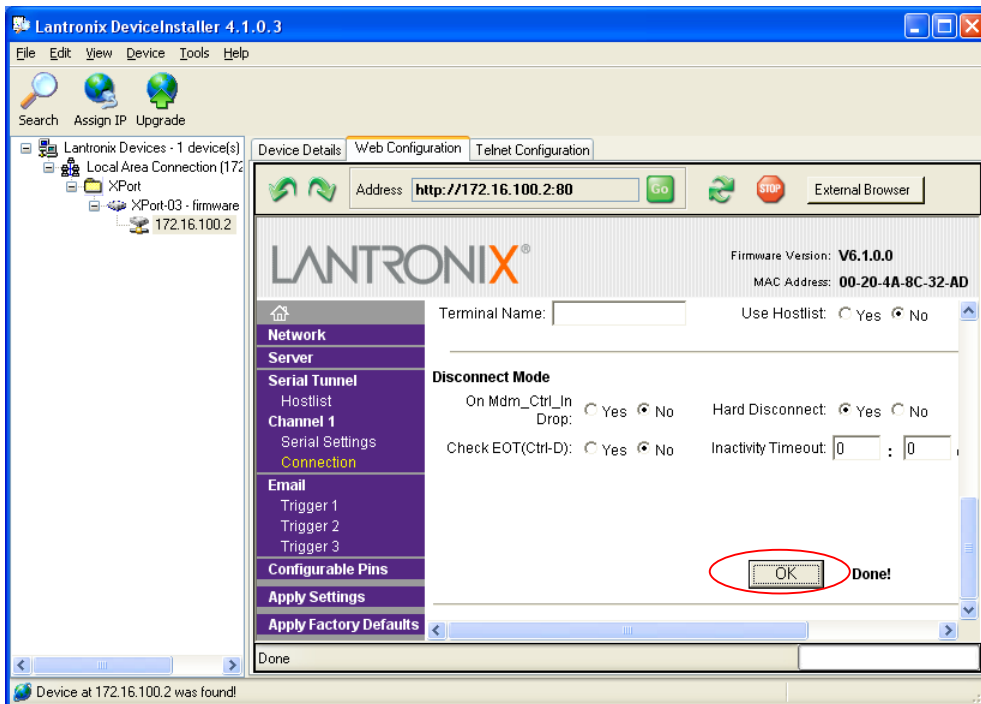 Lantronix DeviceInstaller 4.1.0.3
File Edit View Device Tools Help
Search Assign IP Upgrade
Lantronix Devices - 1 device(s)
Local Area Connection (172
XPort
XPort-03 - firmware
172.16.100.2
Device Details Web Configuration Telnet Configuration
Address http://172.16.100.2:80 Go STOP External Browser
LANTRONIX®
Firmware Version: V6.1.0.0
MAC Address: 00-20-4A-8C-32-AD
Network
Server
Serial Tunnel
Hostlist
Channel 1
Serial Settings
Connection
Email
Trigger 1
Trigger 2
Trigger 3
Configurable Pins
Apply Settings
Apply Factory Defaults
Terminal Name: Use Hostlist: Yes No
Disconnect Mode
On Mdm_Ctrl_In Drop: Yes No Hard Disconnect: Yes No
Check EOT(Ctrl-D): Yes No Inactivity Timeout: 0 : 0
OK Done!
Done
Device at 172.16.100.2 was found!